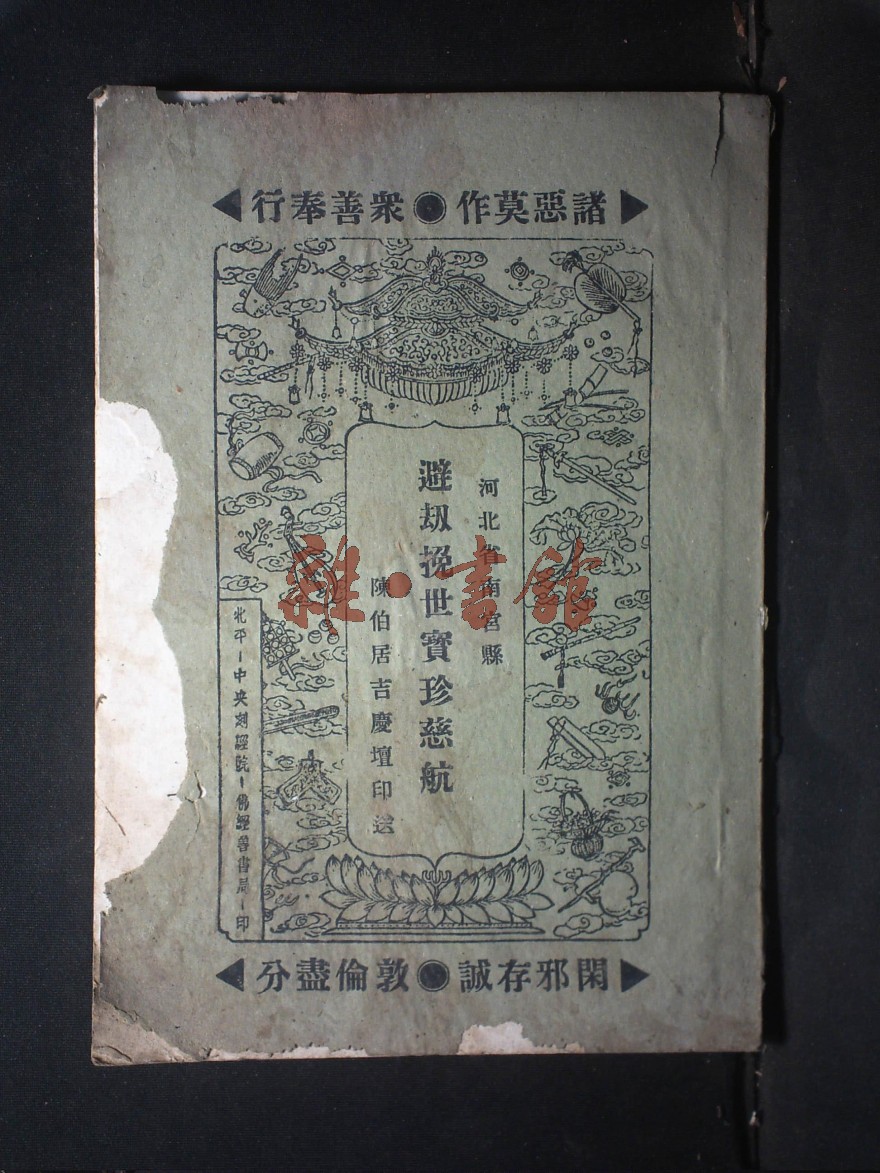 諸惡莫作 衆善奉行
河北省南宮縣
避刼挽世寶珍慈航
陳伯居吉慶壇印送
北平－中央刻經院－佛經善書局－印
閑邪存誠 敦倫盡分
雜·書館